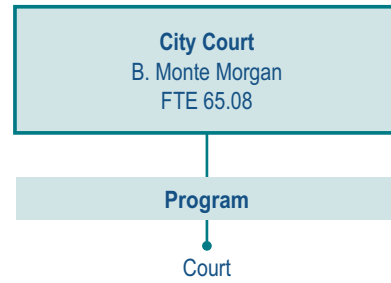 City Court
B. Monte Morgan
FTE 65.08
Program
Court